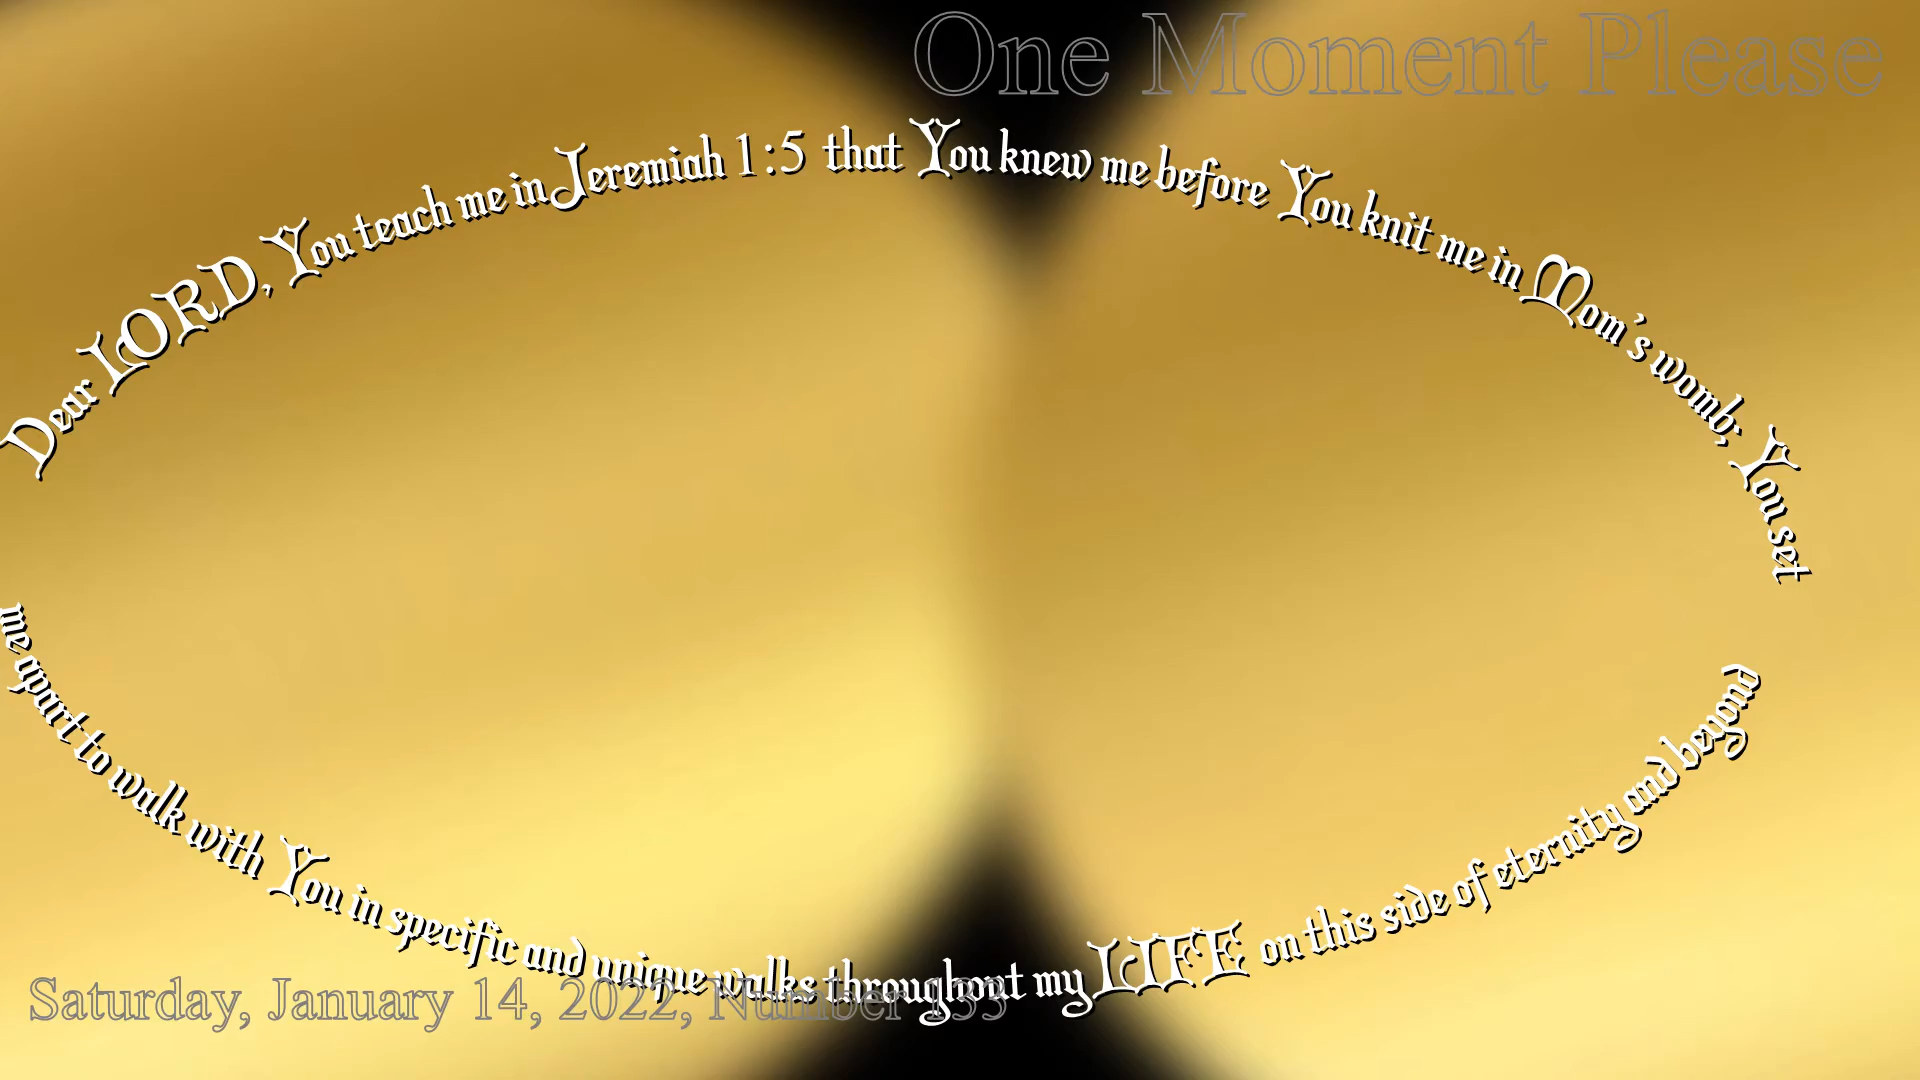 One Moment Please
Dear LORD, You teach me in Jeremiah 1:5 that You knew me before You knit me in Mom's womb; You set
me apart to walk with You in specific and unique walks throughout my LIFE on this side of eternity and beyond
Saturday, January 14, 2022, Number 133